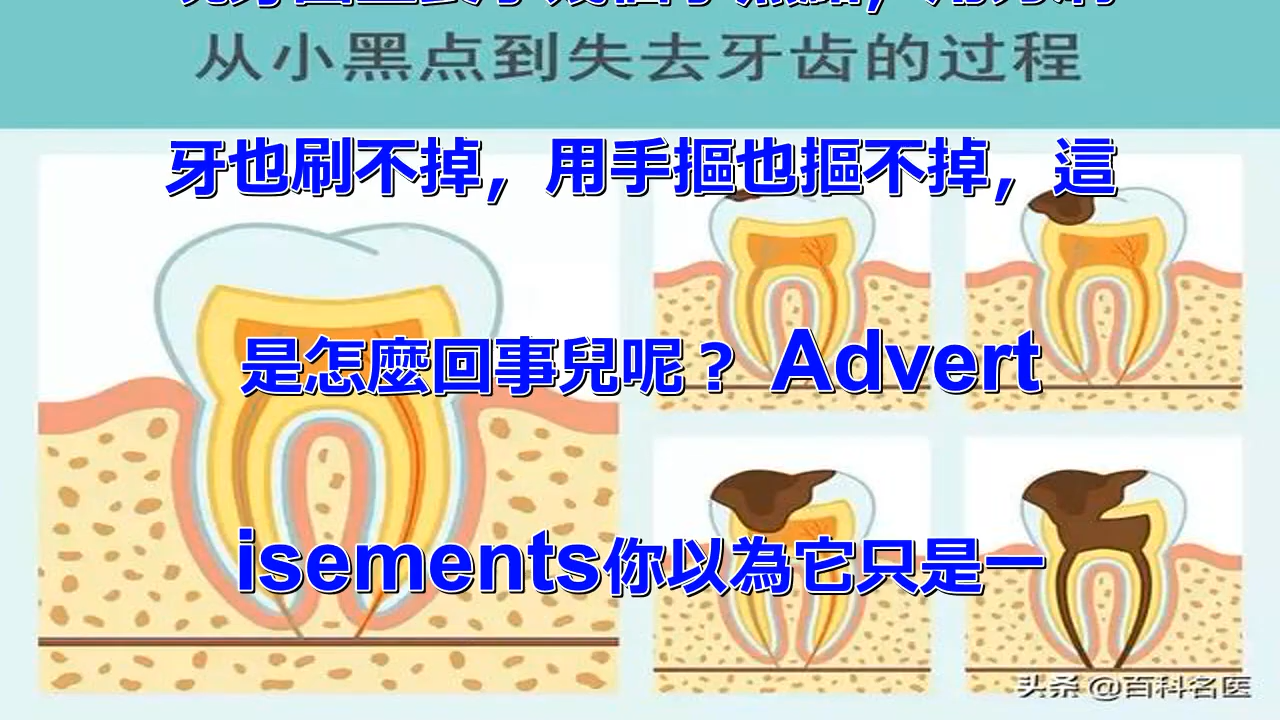 从小黑点到失去牙齿的过程
牙也刷不掉，用手摳也摳不掉，這
是怎麼回事兒呢？ Advert
isements你以為它只是一
头杀 @百科名医